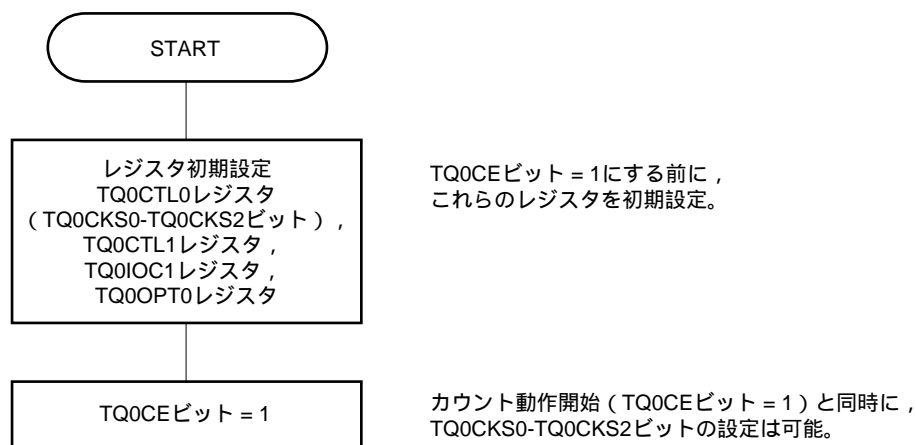 START
レジスタ初期設定
TQ0CTL0レジスタ
（TQ0CKS0-TQ0CKS2ビット），
TQ0CTL1レジスタ，
TQ0IOC1レジスタ，
TQ0OPT0レジスタ
TQ0CEビット = 1にする前に，
これらのレジスタを初期設定。
TQ0CEビット = 1
カウント動作開始（TQ0CEビット = 1）と同時に，
TQ0CKS0-TQ0CKS2ビットの設定は可能。